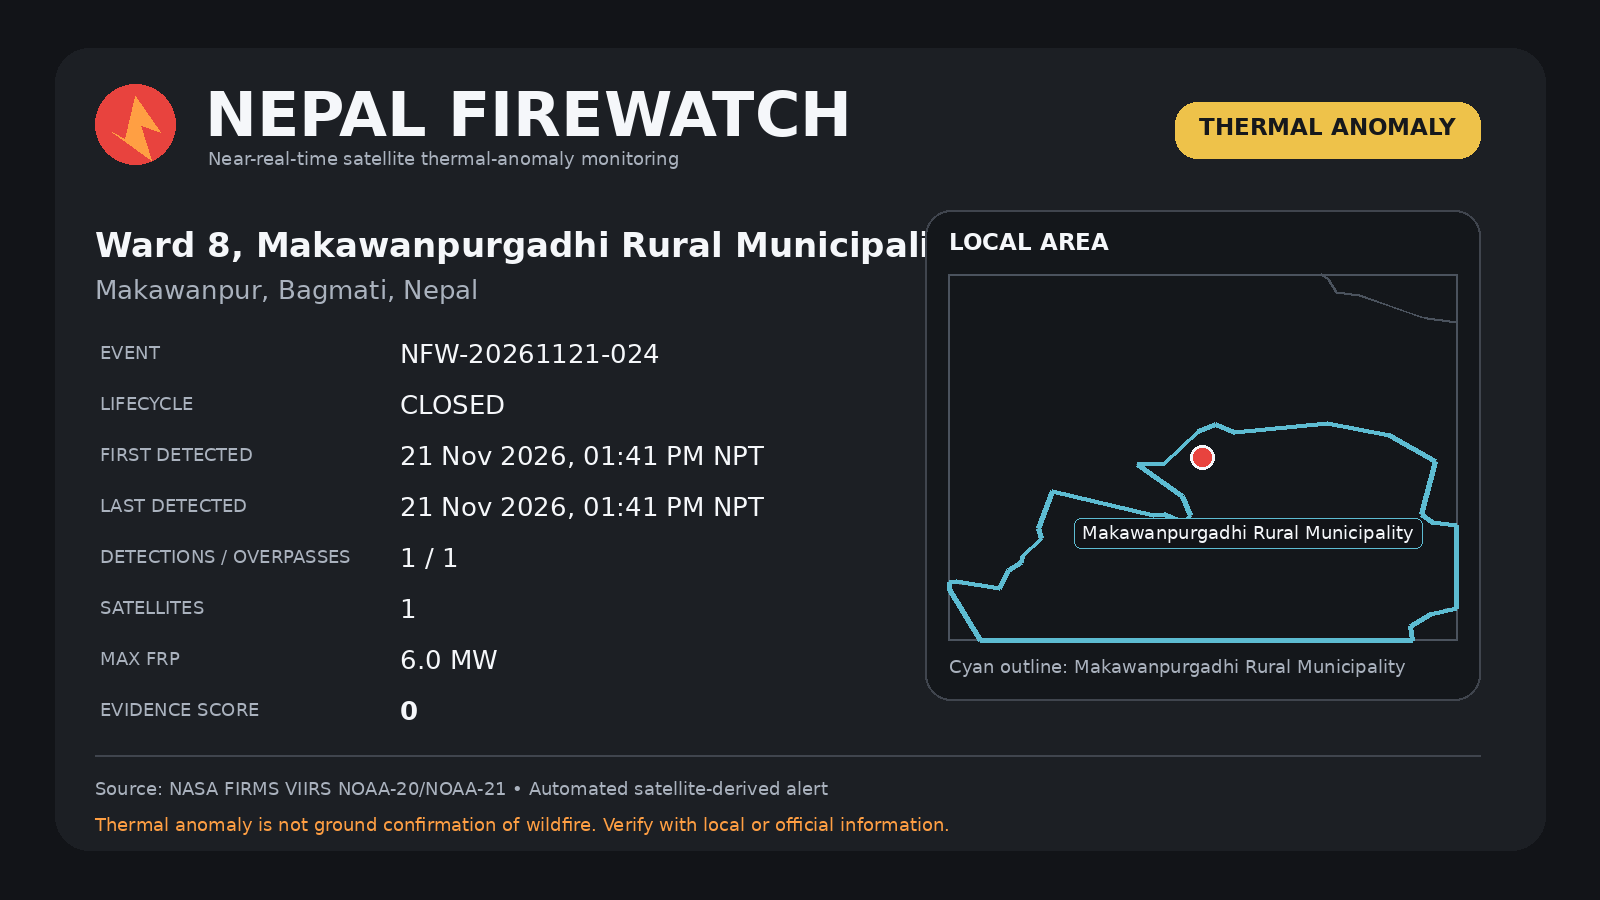 NEPAL FIREWATCH
Near-real-time satellite thermal-anomaly monitoring
THERMAL ANOMALY
Ward 8, Makawanpurgadhi Rural Municipali
Makawanpur, Bagmati, Nepal
EVENT NFW-20261121-024
LIFECYCLE CLOSED
FIRST DETECTED 21 Nov 2026, 01:41 PM NPT
LAST DETECTED 21 Nov 2026, 01:41 PM NPT
DETECTIONS / OVERPASSES 1 / 1
SATELLITES 1
MAX FRP 6.0 MW
EVIDENCE SCORE 0
LOCAL AREA
Makawanpurgadhi Rural Municipality
Cyan outline: Makawanpurgadhi Rural Municipality
Source: NASA FIRMS VIIRS NOAA-20/NOAA-21 • Automated satellite-derived alert
Thermal anomaly is not ground confirmation of wildfire. Verify with local or official information.